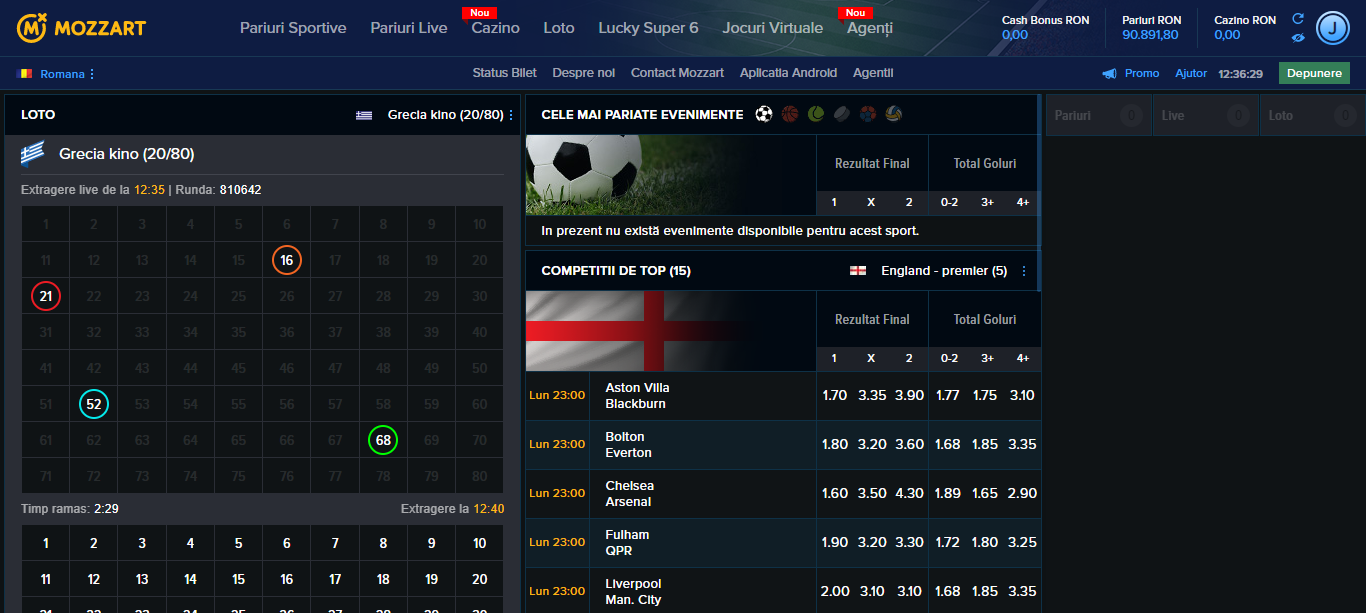 MOZZART
Pariuri Sportive Pariuri Live Nou Cazino Loto Lucky Super 6 Jocuri Virtuale Nou Agenți
Cash Bonus RON Pariuri RON Cazino RON
0,00 90.891,80 0,00
J
Romana
Status Bilet Despre noi Contact Mozzart Aplicatia Android Agentii
Promo Ajutor 12:36:29 Depunere
LOTO Grecia kino (20/80)
Grecia kino (20/80)
Extragere live de la 12:35 | Runda: 810642
1 2 3 4 5 6 7 8 9 10
11 12 13 14 15 16 17 18 19 20
21 22 23 24 25 26 27 28 29 30
31 32 33 34 35 36 37 38 39 40
41 42 43 44 45 46 47 48 49 50
51 52 53 54 55 56 57 58 59 60
61 62 63 64 65 66 67 68 69 70
71 72 73 74 75 76 77 78 79 80
Timp ramas: 2:29 Extragere la 12:40
1 2 3 4 5 6 7 8 9 10
11 12 13 14 15 16 17 18 19 20
CELE MAI PARIATE EVENIMENTE
Rezultat Final Total Goluri
1 X 2 0-2 3+ 4+
In prezent nu există evenimente disponibile pentru acest sport.
COMPETITII DE TOP (15) England - premier (5)
Rezultat Final Total Goluri
1 X 2 0-2 3+ 4+
Lun 23:00 Aston Villa 1.70 3.35 3.90 1.77 1.75 3.10
Blackburn
Lun 23:00 Bolton 1.80 3.20 3.60 1.68 1.85 3.35
Everton
Lun 23:00 Chelsea 1.60 3.50 4.30 1.89 1.65 2.90
Arsenal
Lun 23:00 Fulham 1.90 3.20 3.30 1.72 1.80 3.25
QPR
Lun 23:00 Liverpool 2.00 3.10 3.10 1.68 1.85 3.35
Man. City
Pariuri 0 Live 0 Loto 0